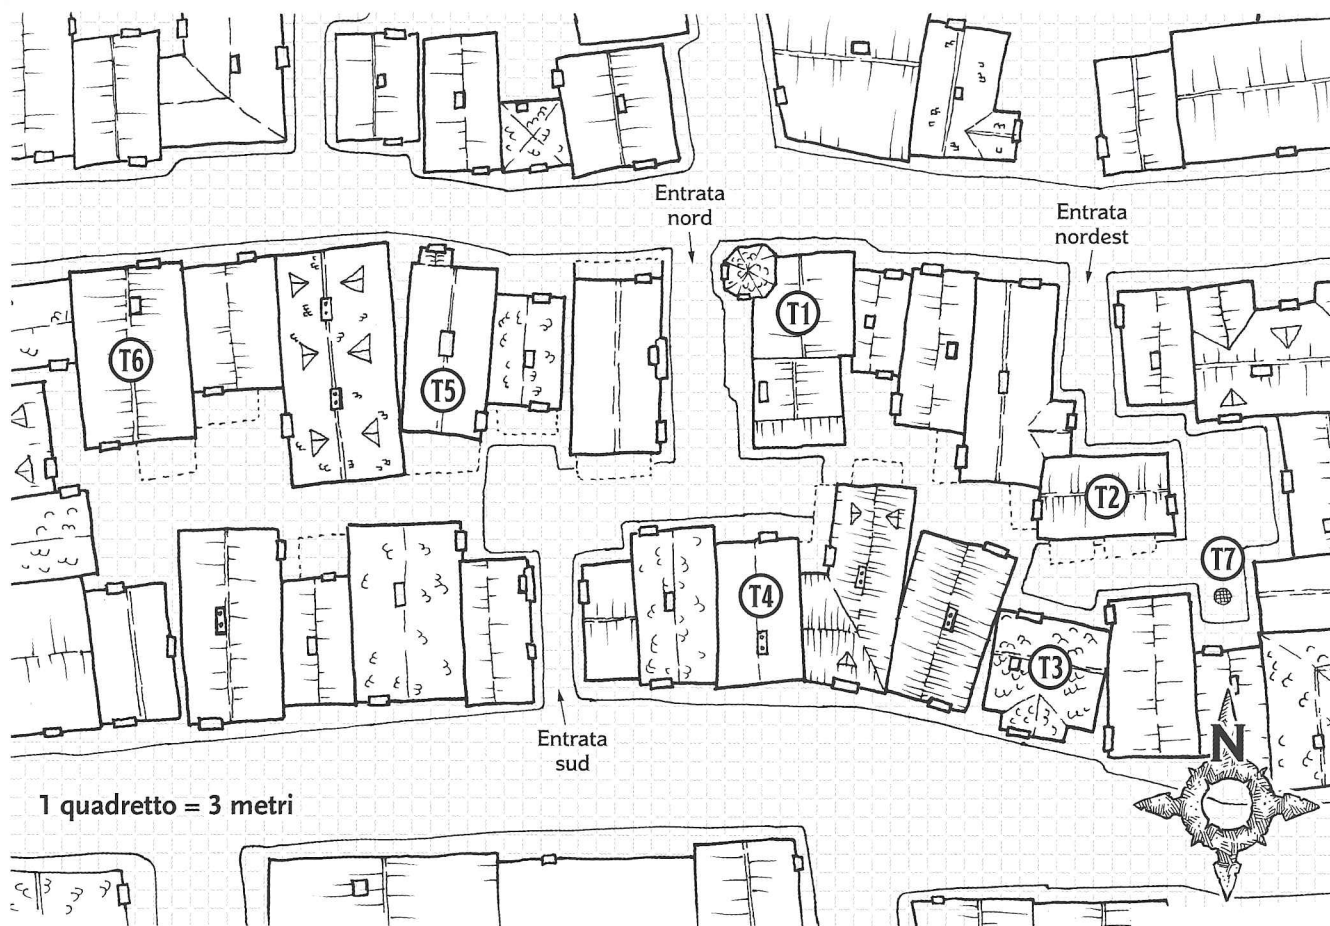 Entrata
nord
Entrata
nordest
T1
T6
T5
T2
T7
T4
T3
N
Entrata
sud
1 quadretto = 3 metri